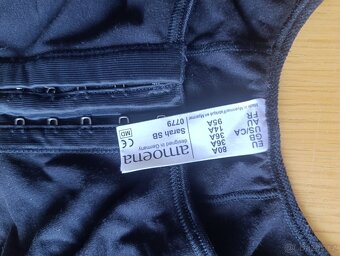 amoena
designed in Germany
Sarah SB
0779
CE
MD
EU 80A
GB 36A
US/CA 36A
AU 14A
FR 95A